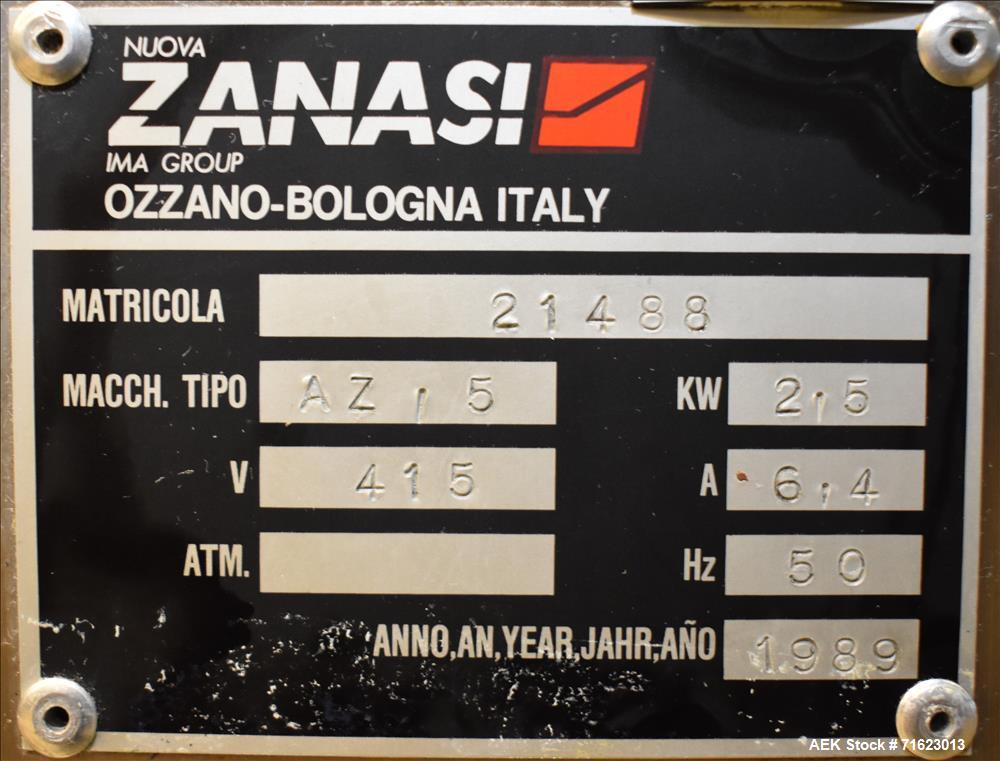 NUOVA
ZANASI
IMA GROUP
OZZANO-BOLOGNA ITALY
MATRICOLA 21488
MACCH. TIPO AZ,5 KW 2,5
V 415 A 6,4
ATM. Hz 50
ANNO,AN,YEAR,JAHR,AÑO 1989
AEK Stock # 71623013